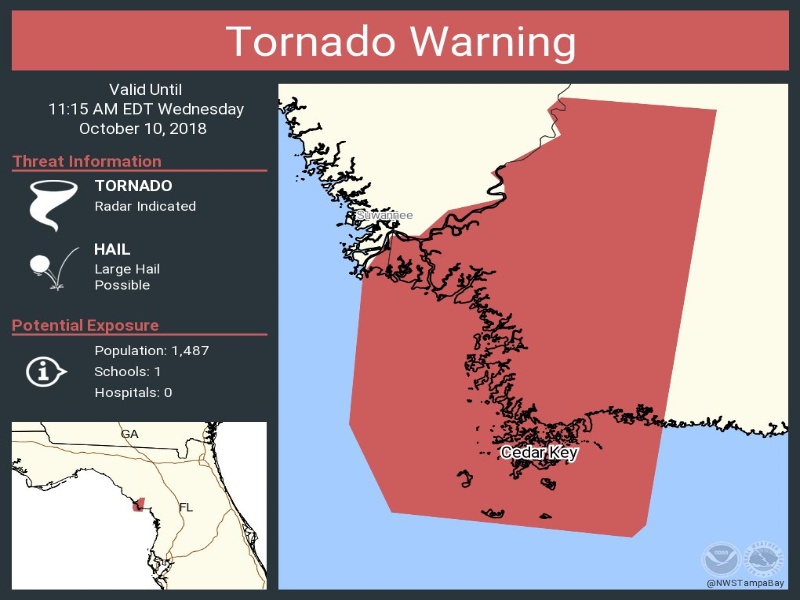 Tornado Warning
Valid Until
11:15 AM EDT Wednesday
October 10, 2018
Threat Information
TORNADO
Radar Indicated
HAIL
Large Hail
Possible
Potential Exposure
Population: 1,487
Schools: 1
Hospitals: 0
GA
FL
Suwannee
Cedar Key
@NWSTampaBay